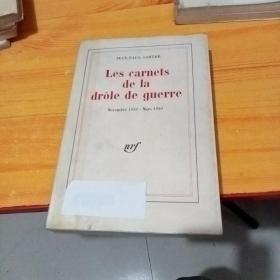 JEAN-PAUL SARTRE
Les carnets
de la
drôle de guerre
Novembre 1939 - Mars 1940
nrf